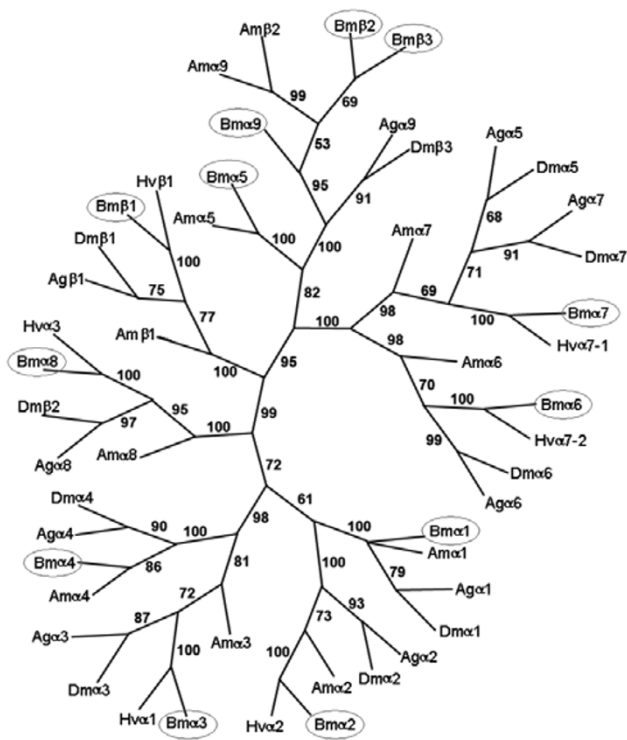 Amβ2
Bmβ2
Bmβ3
Amα9
99
69
Bmα9
53
Agα9
Dmβ3
Agα5
Dmα5
Hvβ1
Bmα5
95
91
Agα7
Bmβ1
Amα5
100
100
Amα7
68
Dmβ1
100
91
Dmα7
71
Agβ1
75
77
82
69
98
100
Bmα7
Hvα3
Amβ1
100
Hvα7-1
Bmα8
100
100
95
98
Amα6
Dmβ2
97
95
100
99
70
100
Bmα6
Agα8
Amα8
Hvα7-2
99
72
Dmα6
Agα6
Dmα4
98
61
Agα4
90
100
100
Bmα1
Amα1
Bmα4
86
81
100
79
Agα1
Amα4
72
93
Dmα1
87
73
Agα3
Amα3
100
100
Agα2
Dmα3
Amα2
Dmα2
Hvα1
Bmα3
Hvα2
Bmα2